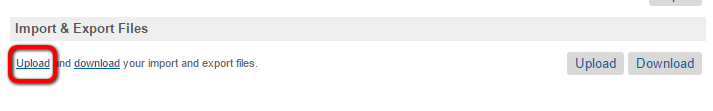 Import & Export Files
Upload and download your import and export files.
Upload Download